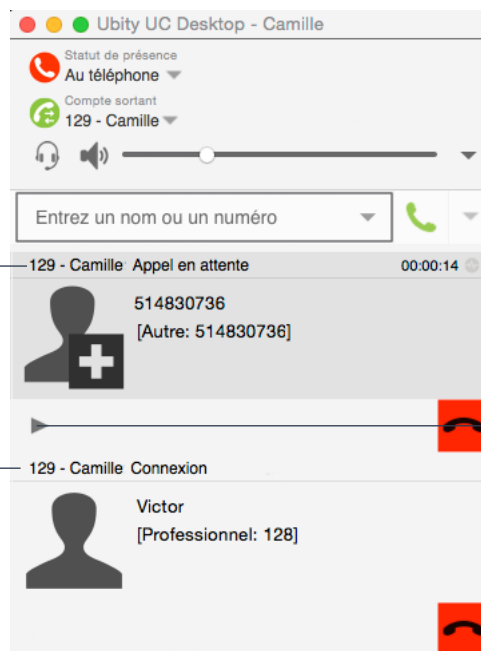 Ubity UC Desktop - Camille
Statut de présence
Au téléphone
Compte sortant
129 - Camille
Entrez un nom ou un numéro
129 - Camille Appel en attente 00:00:14
514830736
[Autre: 514830736]
129 - Camille Connexion
Victor
[Professionnel: 128]